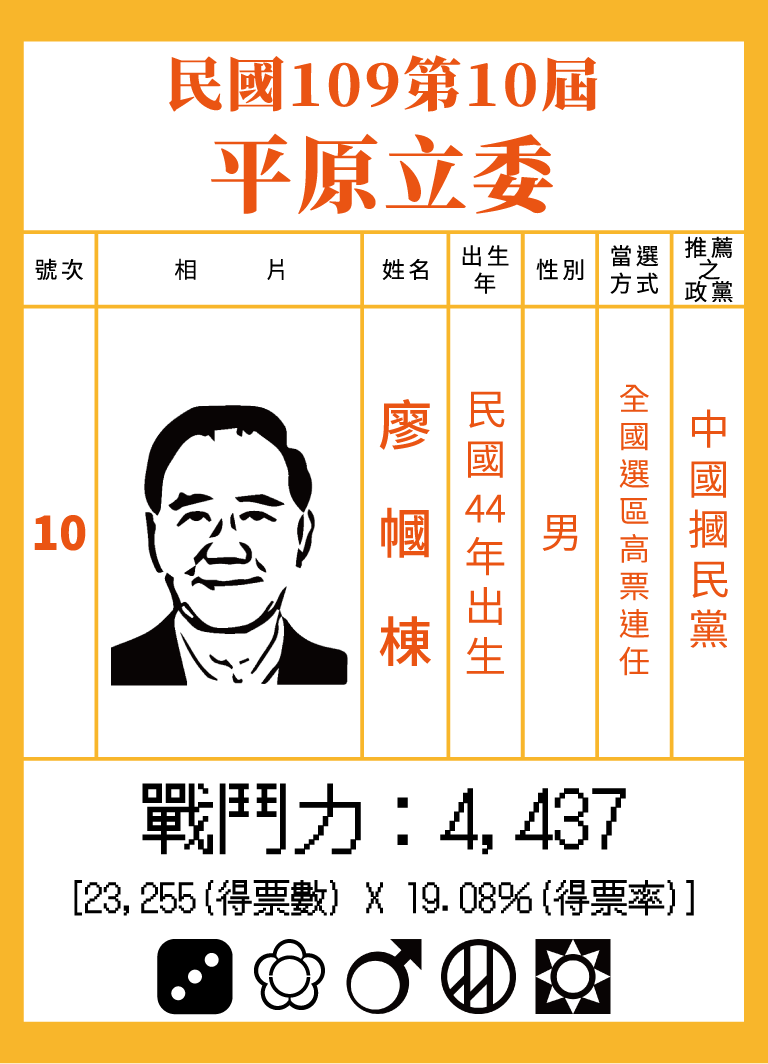 民國109第10屆
平原立委
號次
相 片
姓名
出生
年
性別
當選
方式
推薦
之
政黨
10
廖幗棟
民國44年出生
男
全國選區高票連任
中國摑民黨
戰鬥力：4,437
[23,255(得票數) X 19.08%(得票率)]